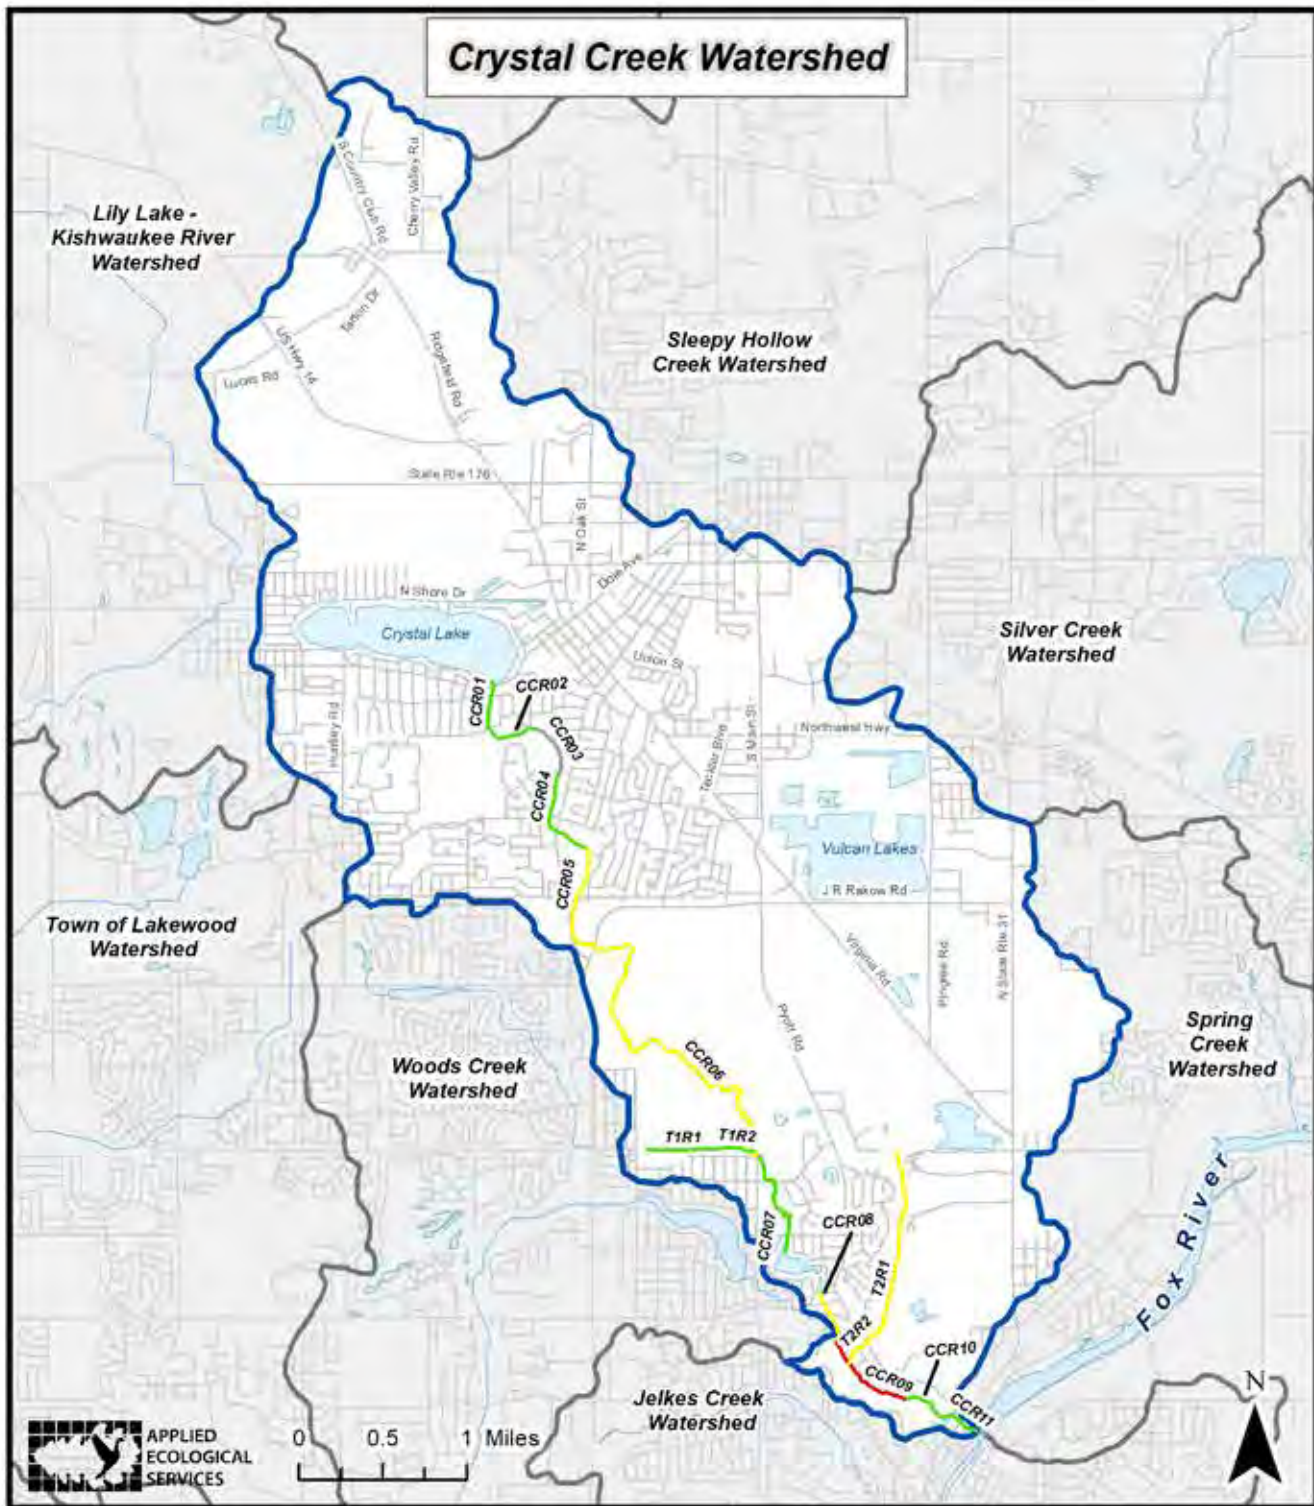 Crystal Creek Watershed
S Country Club Rd
Cherry Valley Rd
Lily Lake -
Kishwaukee River
Watershed
Tartan Dr
US Hwy 14
Lucas Rd
Ridgefield Rd
Sleepy Hollow
Creek Watershed
State Rte 176
N Oak St
Dole Ave
N Shore Dr
Crystal Lake
Union St
Silver Creek
Watershed
CCR01
CCR02
CCR03
Huntley Rd
Teckler Blvd
S Main St
Northwest Hwy
CCR04
CCR05
Vulcan Lakes
J R Rakow Rd
Town of Lakewood
Watershed
Virginia Rd
Pingree Rd
N State Rte 31
Pyott Rd
Spring
Creek
Watershed
Woods Creek
Watershed
CCR06
T1R1
T1R2
CCR07
CCR08
T2R1
T2R2
Fox River
CCR09
CCR10
CCR11
Jelkes Creek
Watershed
N
APPLIED
ECOLOGICAL
SERVICES
0 0.5 1 Miles